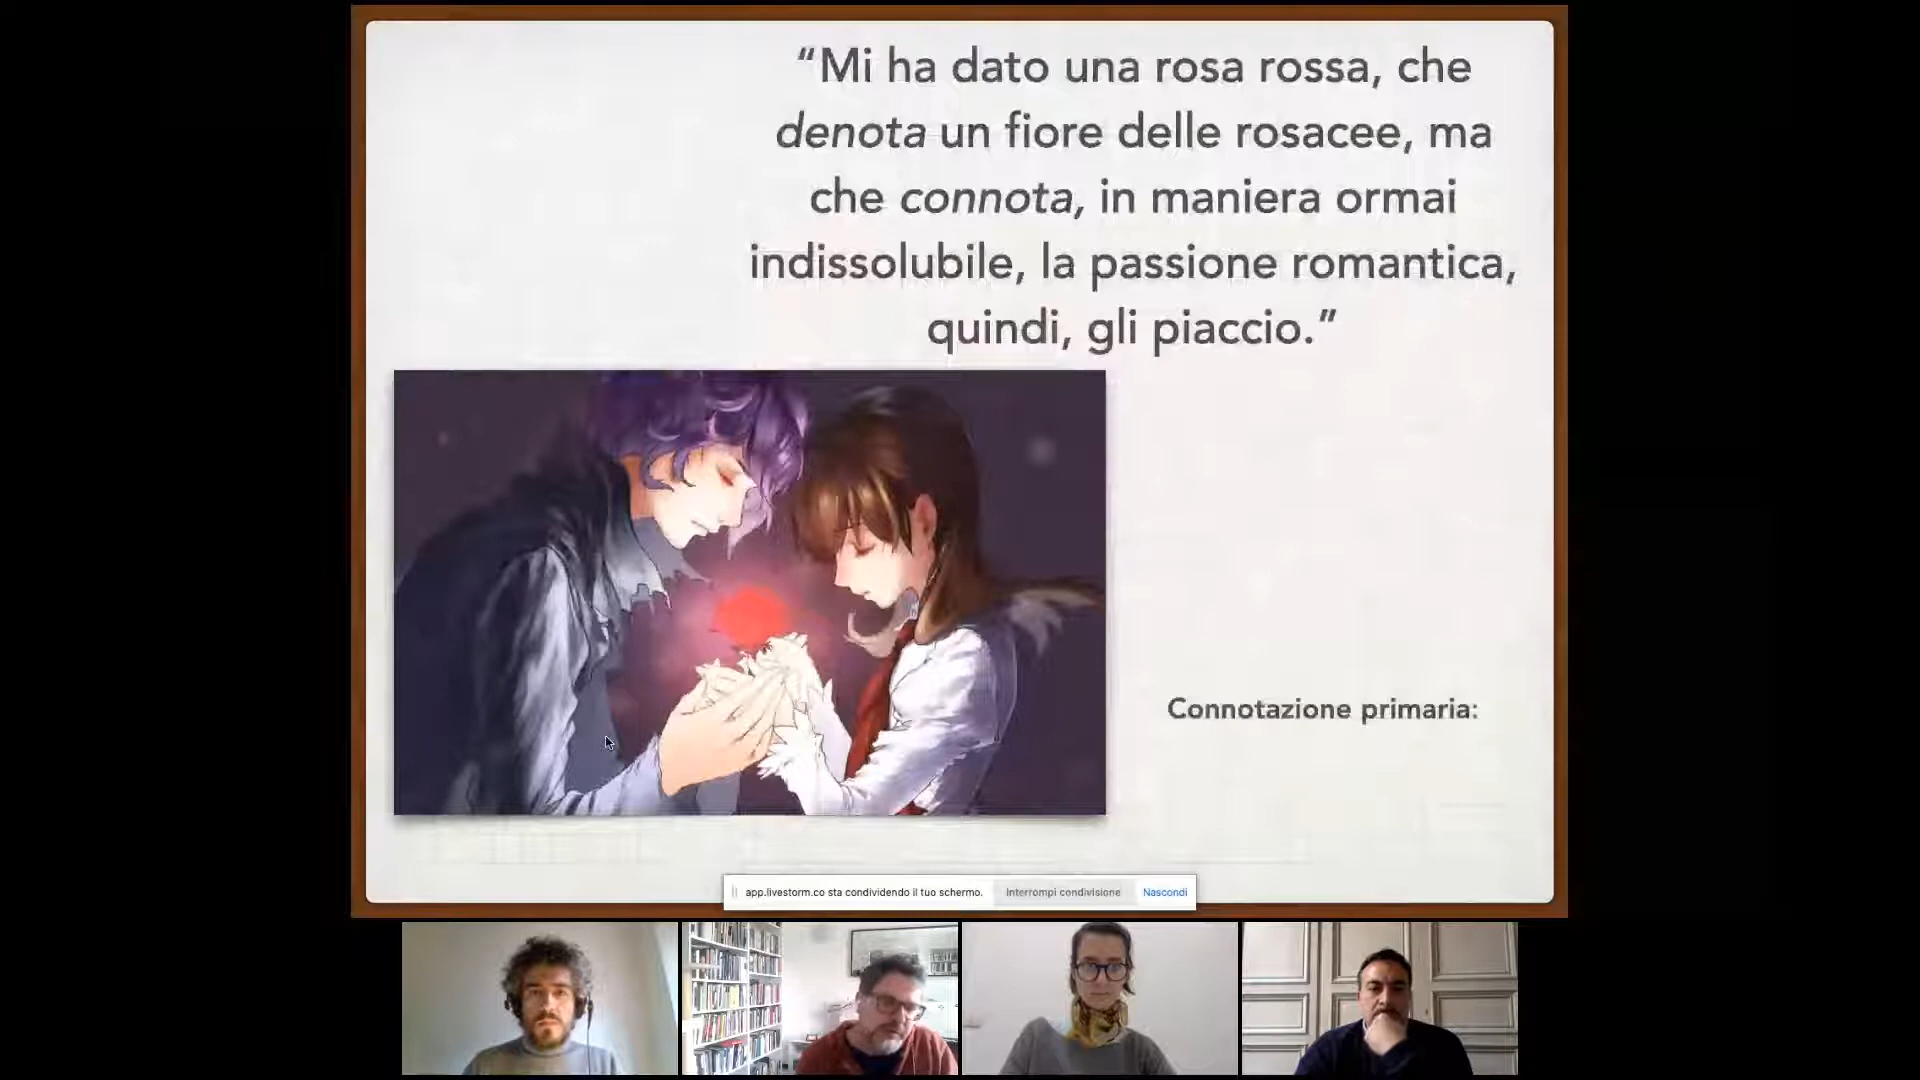 “Mi ha dato una rosa rossa, che
denota un fiore delle rosacee, ma
che connota, in maniera ormai
indissolubile, la passione romantica,
quindi, gli piaccio.”
Connotazione primaria:
app.livestorm.co sta condividendo il tuo schermo. Interrompi condivisione Nascondi